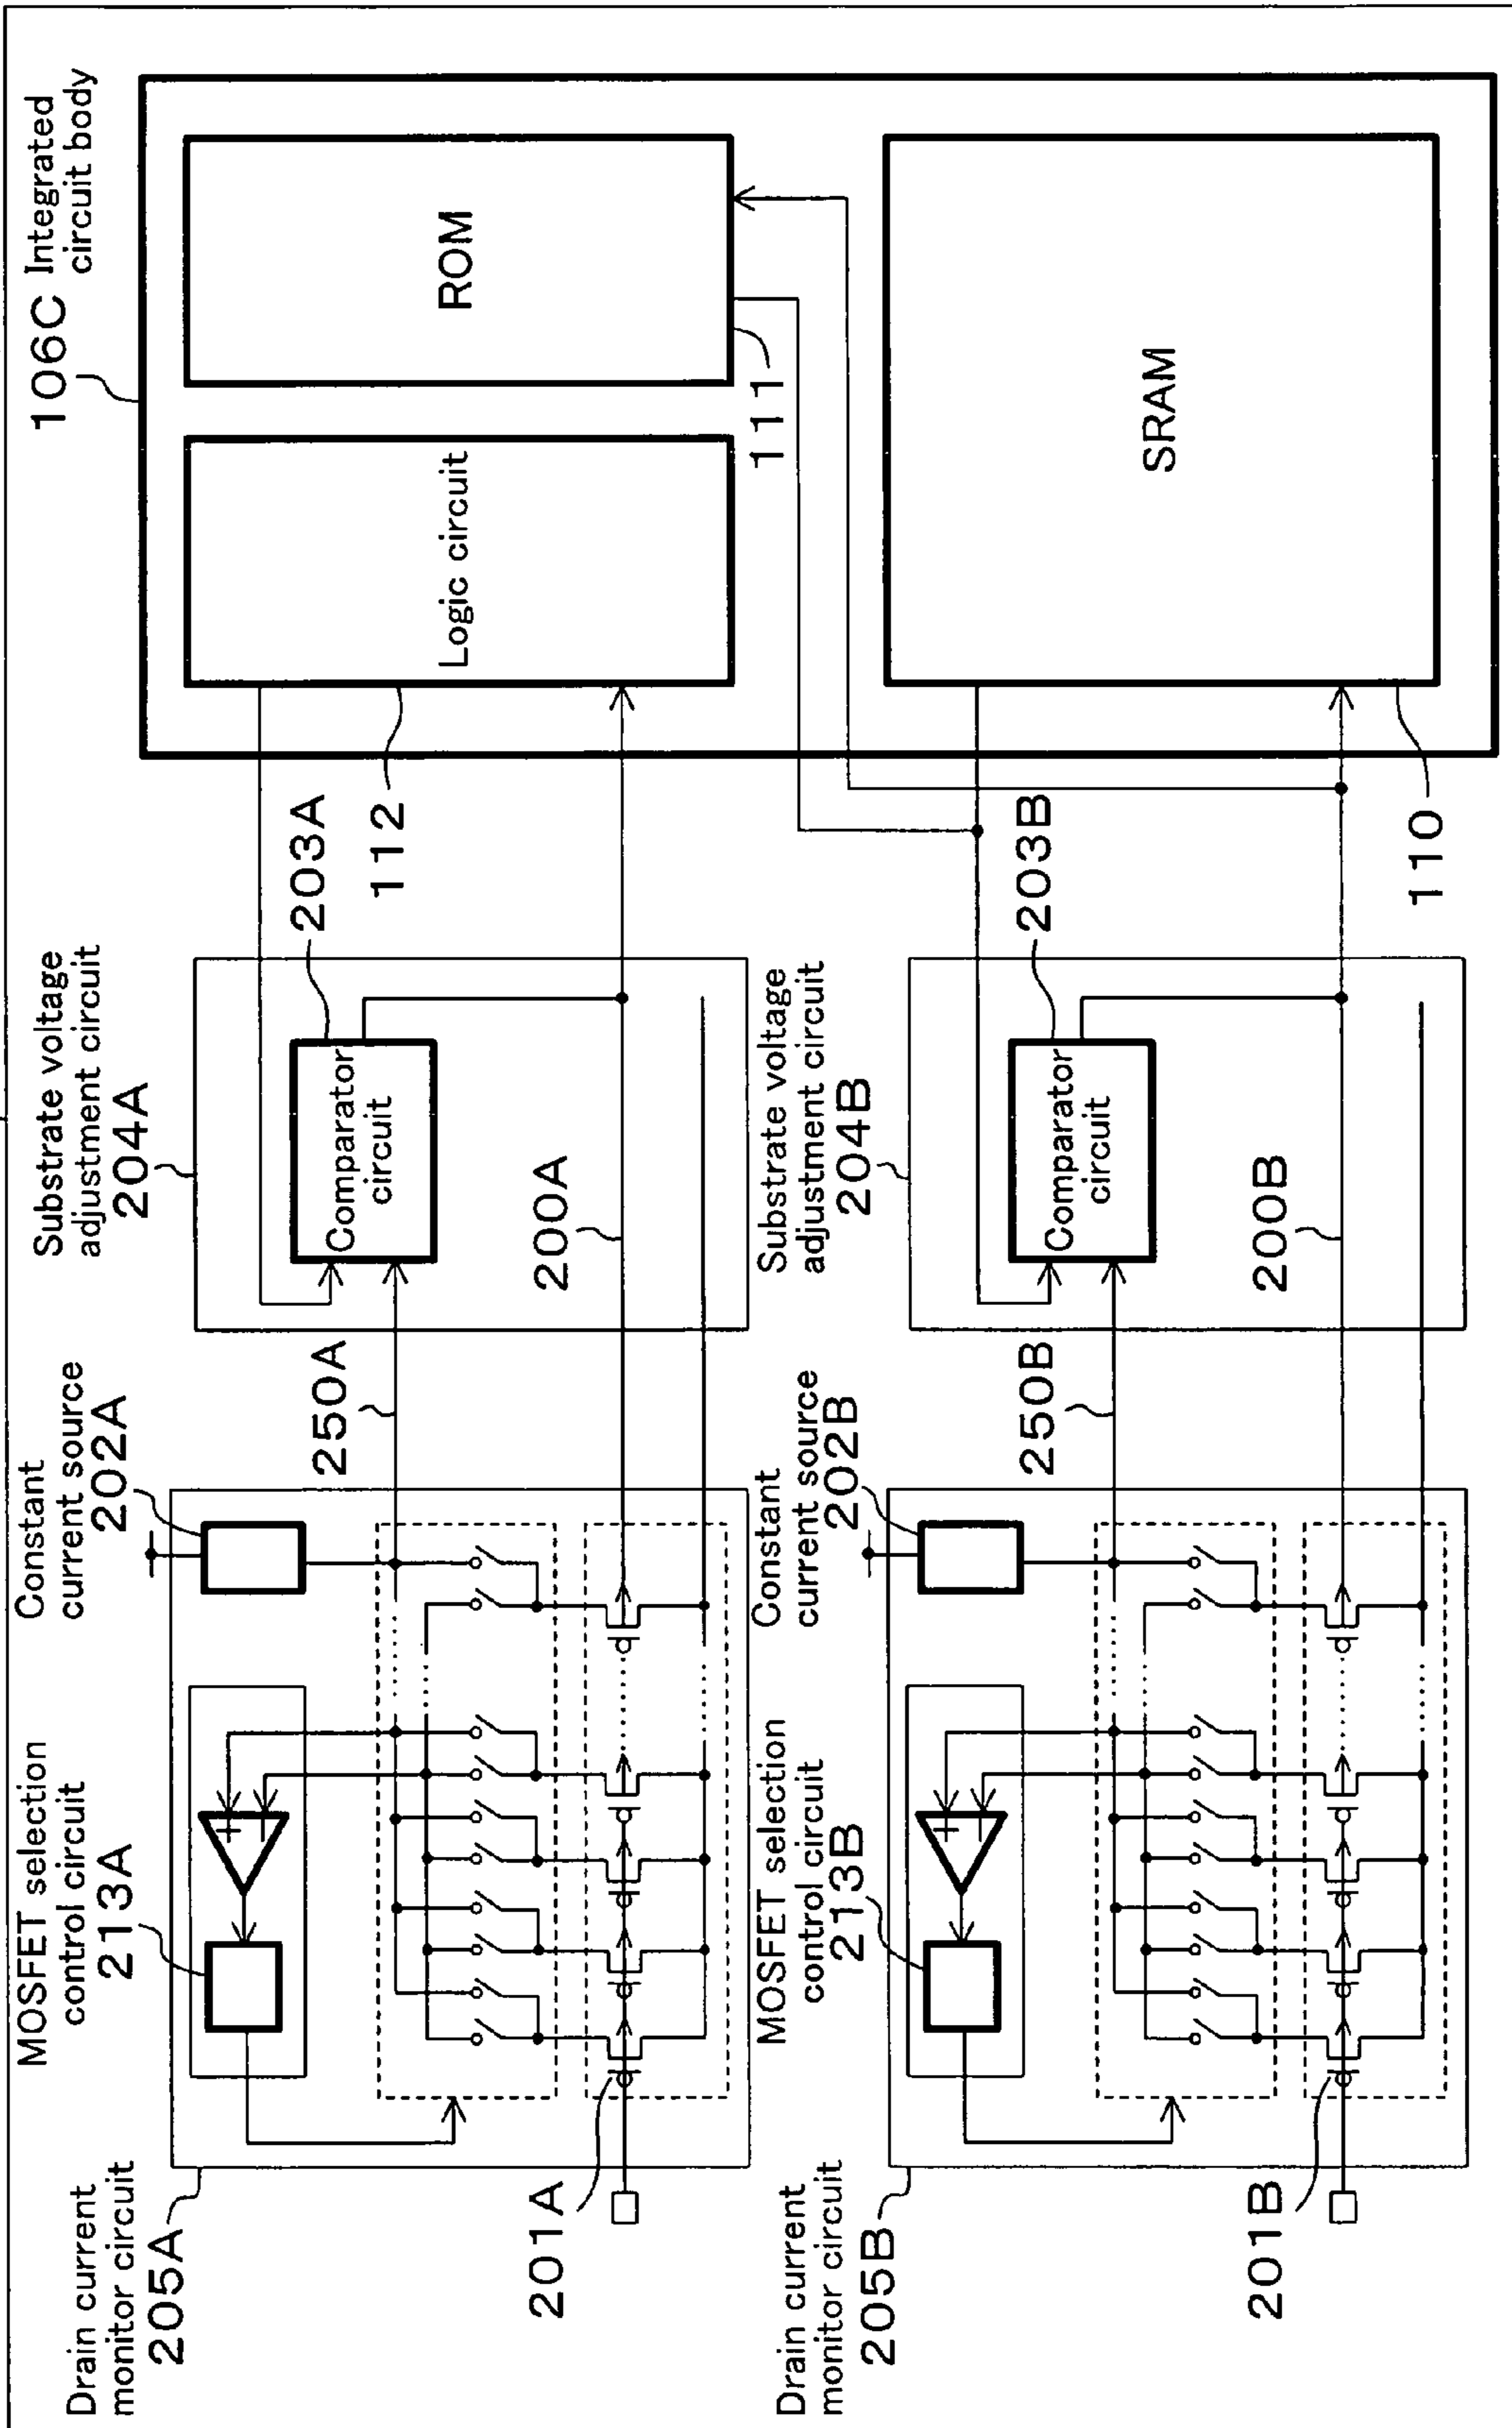 Drain current
monitor circuit
205A
MOSFET selection
control circuit
213A
Constant
current source
202A
250A
201A
Substrate voltage
adjustment circuit
204A
203A
Comparator
circuit
200A
106C Integrated
circuit body
Logic circuit
112
ROM
111
Drain current
monitor circuit
205B
MOSFET selection
control circuit
213B
Constant
current source
202B
250B
201B
Substrate voltage
adjustment circuit
204B
203B
Comparator
circuit
200B
SRAM
110